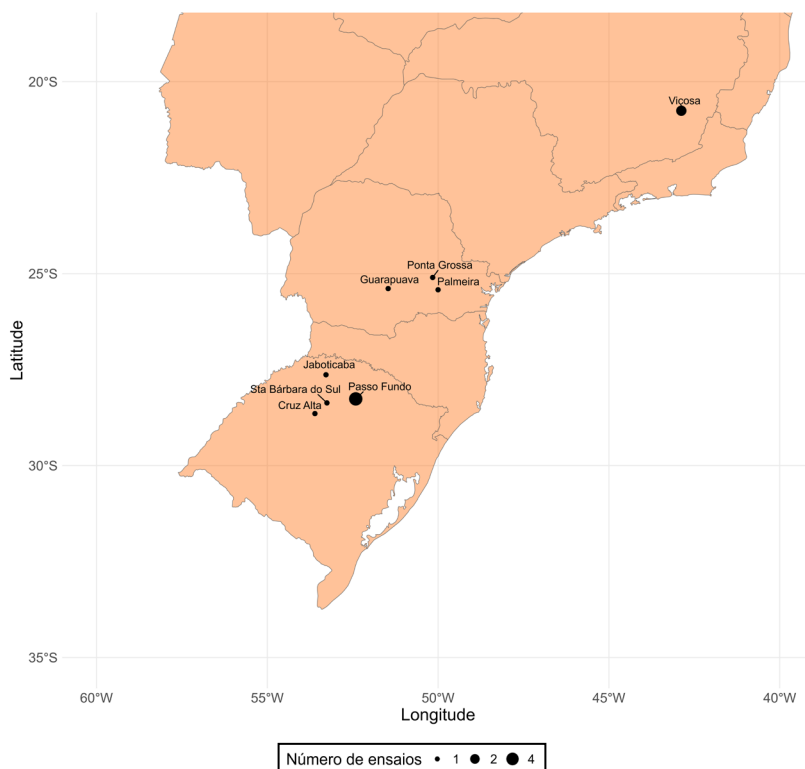 20°S
Viçosa
25°S
Ponta Grossa
Guarapuava
Palmeira
Jaboticaba
Sta Bárbara do Sul
Passo Fundo
Cruz Alta
30°S
35°S
Latitude
60°W 55°W 50°W 45°W 40°W
Longitude
Número de ensaios 1 2 4